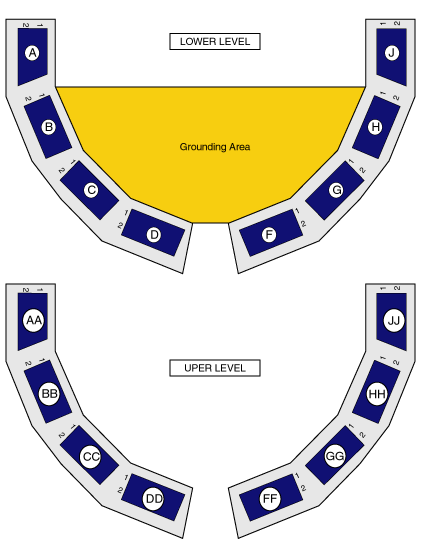 2 1
A
LOWER LEVEL
1 2
J
2 1
B
1 2
H
Grounding Area
2 1
C
1 2
G
1
2
D
1
2
F
2 1
AA
1 2
JJ
UPER LEVEL
2 1
BB
1 2
HH
2 1
CC
1 2
GG
1
2
DD
1
2
FF